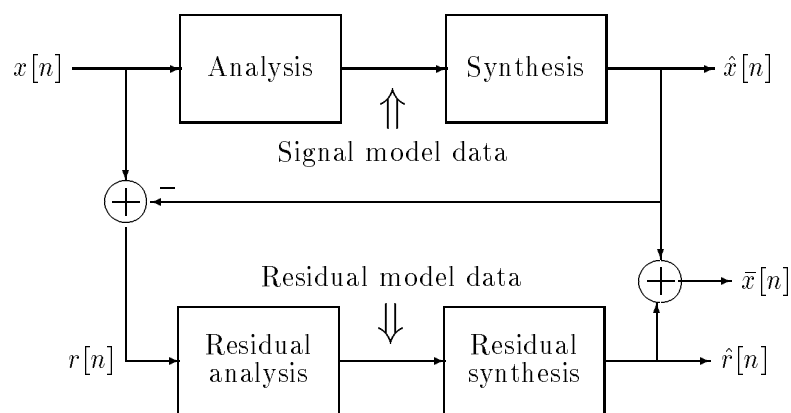 x[n]
Analysis
Synthesis
x̂[n]
⇑
Signal model data
+
−
Residual model data
⇓
+
x̄[n]
r[n]
Residual
analysis
Residual
synthesis
r̂[n]